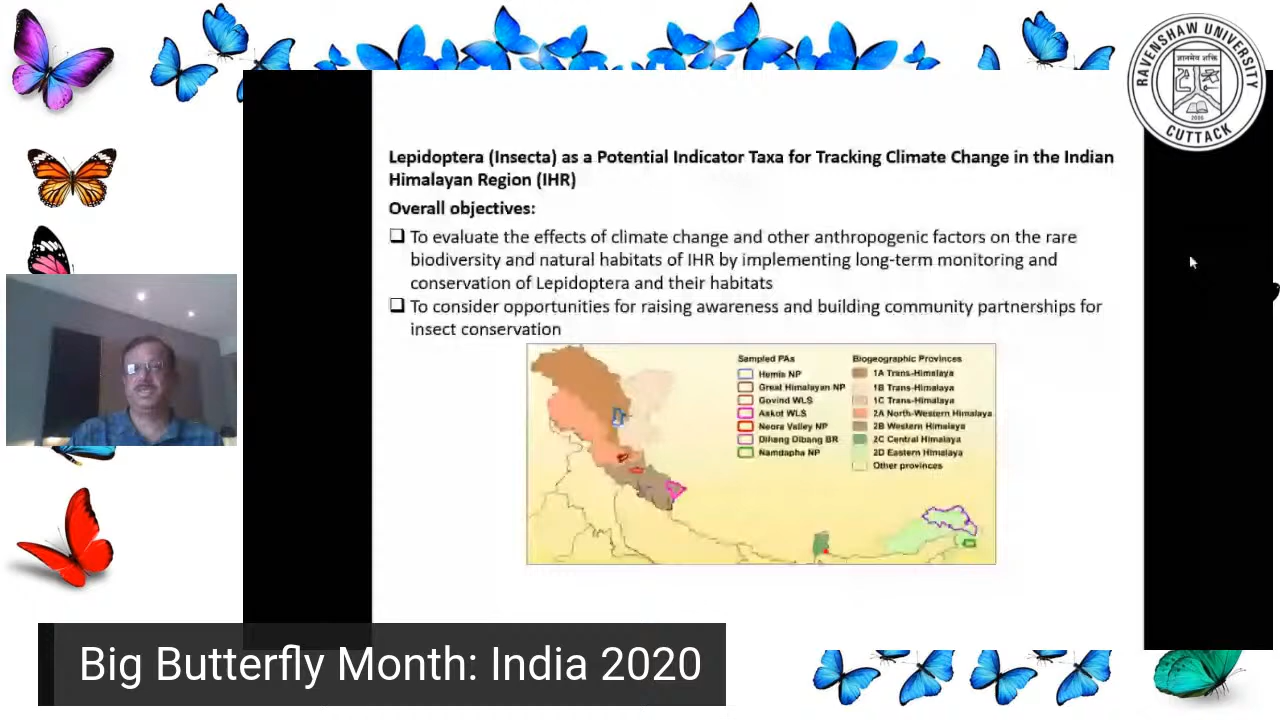 RAVENSHAW UNIVERSITY
ज्ञानमेव शक्ति
2006
CUTTACK
Lepidoptera (Insecta) as a Potential Indicator Taxa for Tracking Climate Change in the Indian
Himalayan Region (IHR)
Overall objectives:
To evaluate the effects of climate change and other anthropogenic factors on the rare
biodiversity and natural habitats of IHR by implementing long-term monitoring and
conservation of Lepidoptera and their habitats
To consider opportunities for raising awareness and building community partnerships for
insect conservation
Sampled PAs
Hemis NP
Great Himalayan NP
Govind WLS
Askot WLS
Neora Valley NP
Dihang Dibang BR
Namdapha NP
Biogeographic Provinces
1A Trans-Himalaya
1B Trans-Himalaya
1C Trans-Himalaya
2A North-Western Himalaya
2B Western Himalaya
2C Central Himalaya
2D Eastern Himalaya
Other provinces
Big Butterfly Month: India 2020